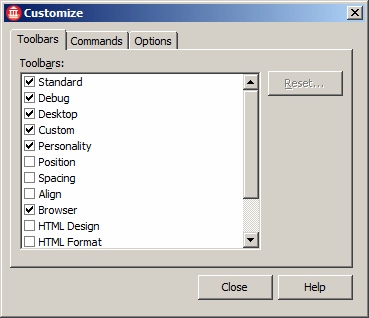 Customize
Toolbars Commands Options
Toolbars:
Standard
Debug
Desktop
Custom
Personality
Position
Spacing
Align
Browser
HTML Design
HTML Format
Reset...
Close Help